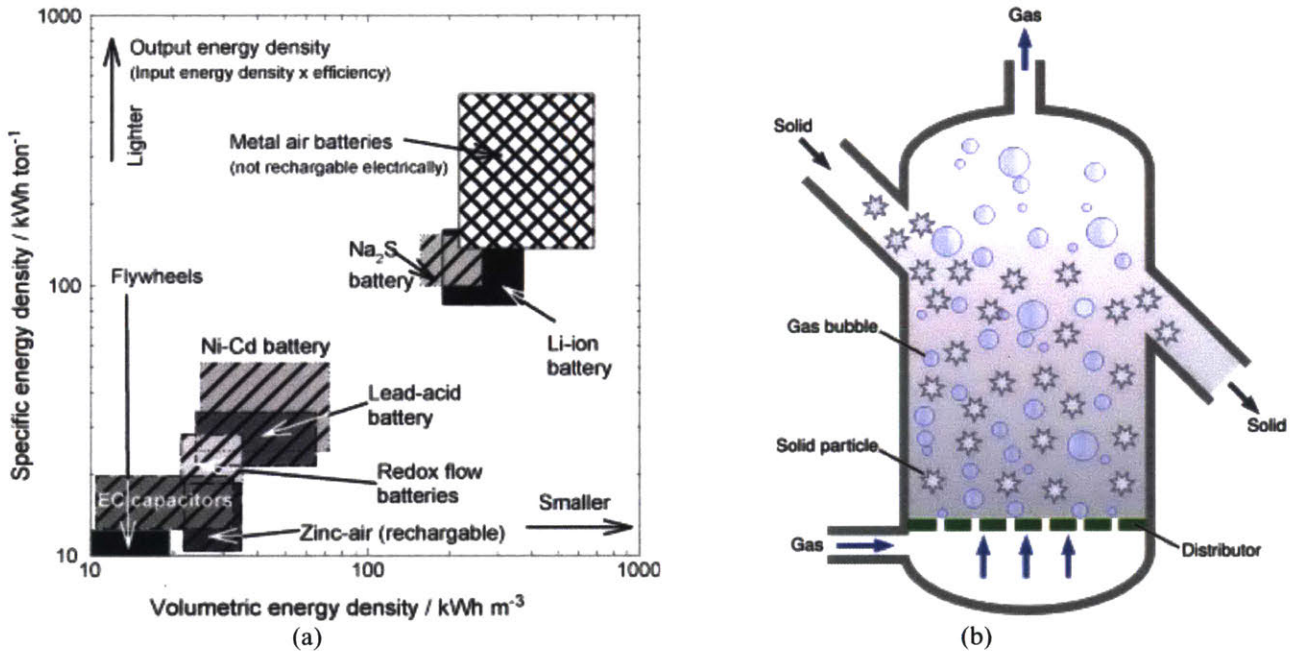 1000
Output energy density
(Input energy density x efficiency)
Lighter
Metal air batteries
(not rechargable electrically)
Na2S
battery
100
Flywheels
Li-ion
battery
Ni-Cd battery
Lead-acid
battery
Redox flow
batteries
EC capacitors
Smaller
Zinc-air (rechargable)
10
10
100
1000
Specific energy density / kWh ton-1
Volumetric energy density / kWh m-3
(a)
Gas
Solid
Gas bubble
Solid particle
Solid
Gas
Distributor
(b)